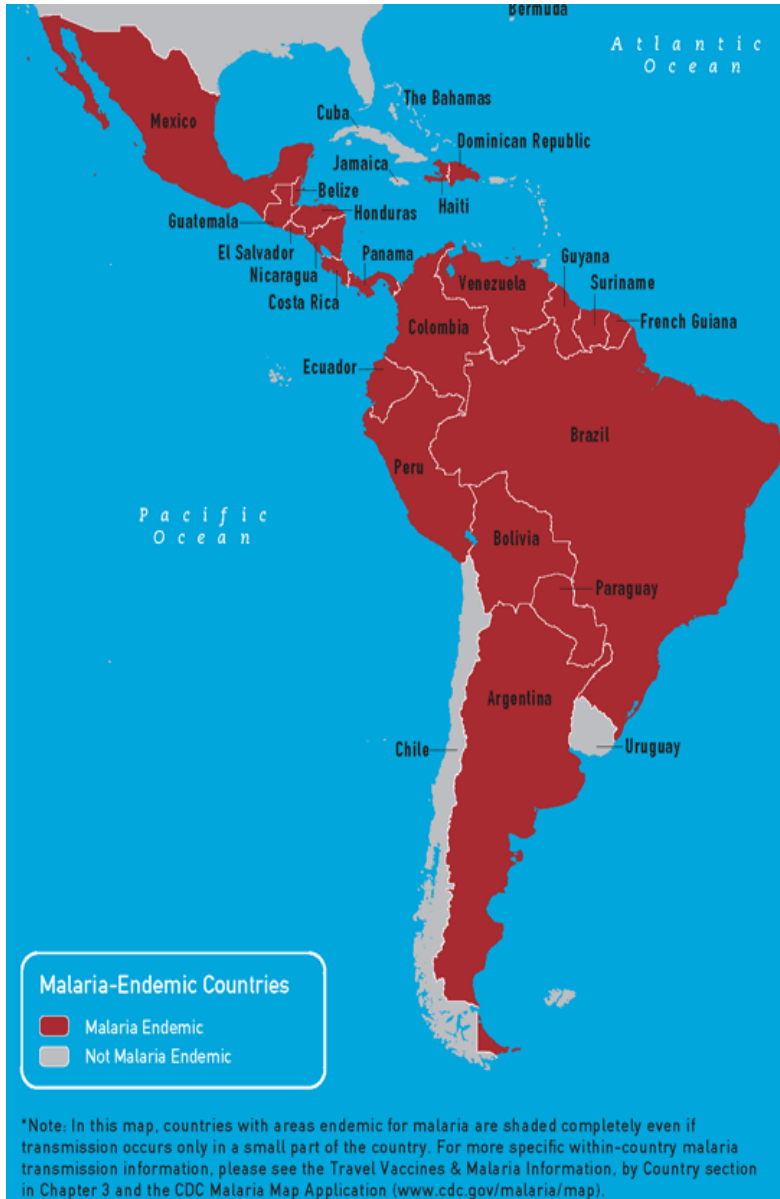 Bermuda
Atlantic
Ocean
The Bahamas
Cuba
Mexico
Dominican Republic
Jamaica
Belize
Haiti
Honduras
Guatemala
El Salvador
Panama
Guyana
Nicaragua
Venezuela
Suriname
Costa Rica
French Guiana
Colombia
Ecuador
Brazil
Peru
Pacific
Ocean
Bolivia
Paraguay
Argentina
Chile
Uruguay
Malaria-Endemic Countries
Malaria Endemic
Not Malaria Endemic
*Note: In this map, countries with areas endemic for malaria are shaded completely even if
transmission occurs only in a small part of the country. For more specific within-country malaria
transmission information, please see the Travel Vaccines & Malaria Information, by Country section
in Chapter 3 and the CDC Malaria Map Application (www.cdc.gov/malaria/map).